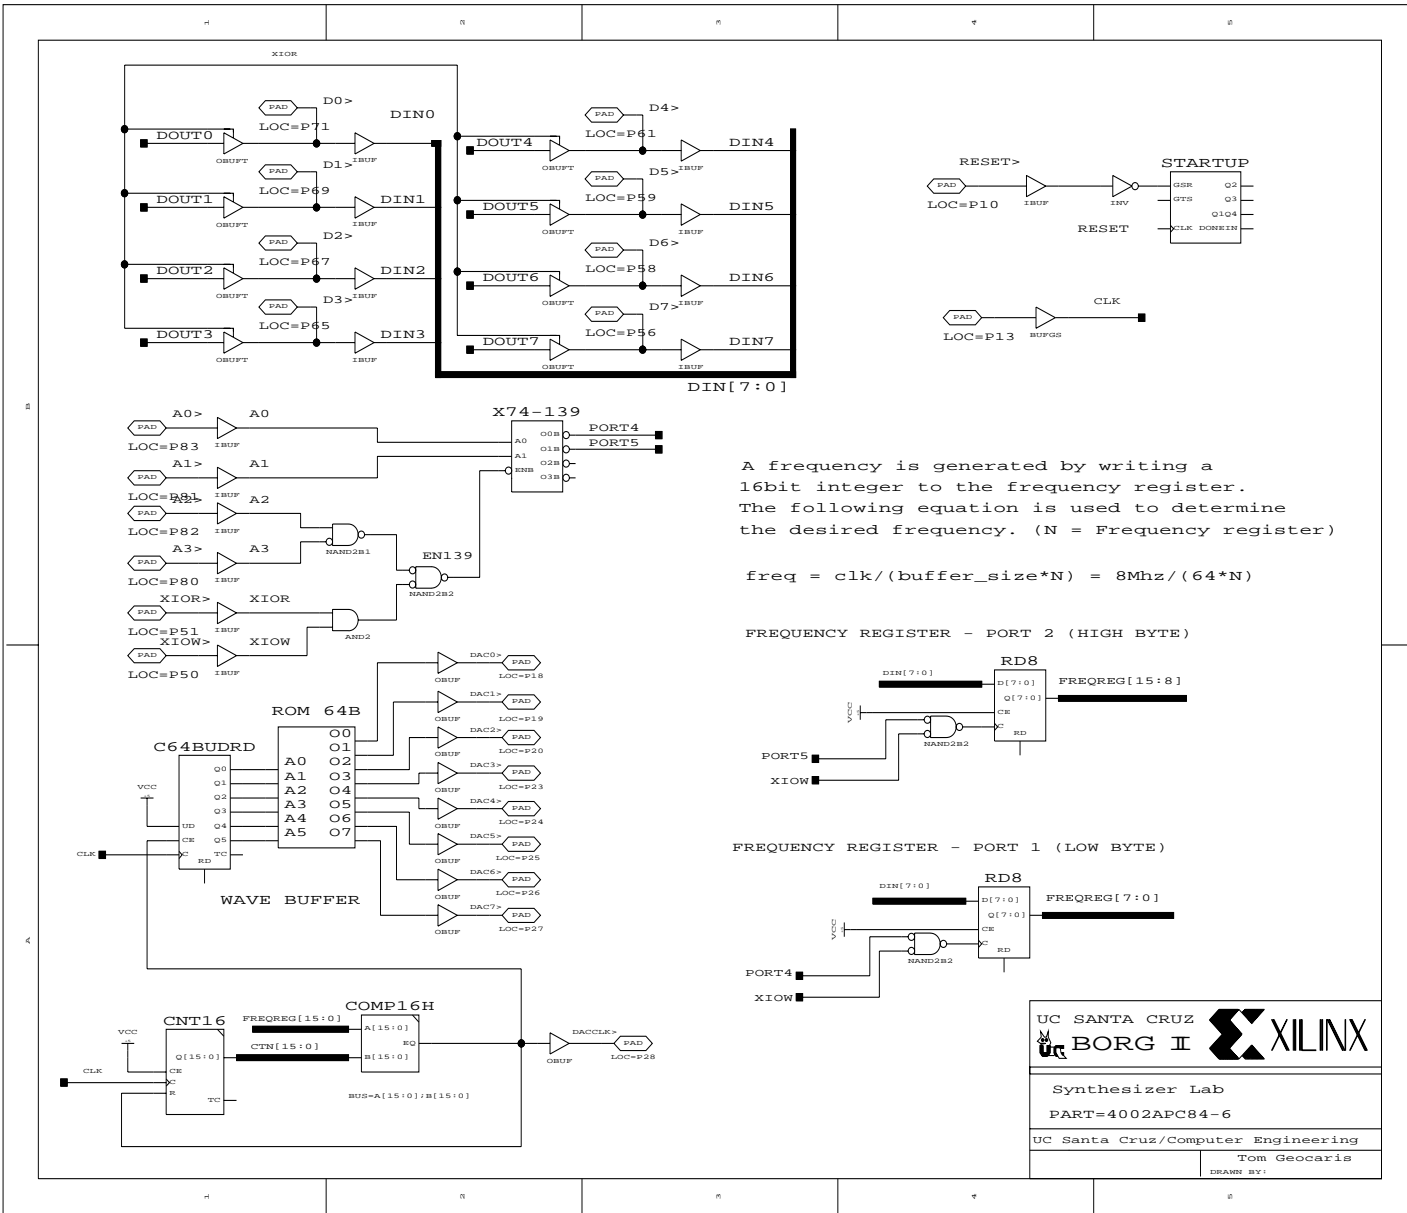 1 2 3 4 5
XIOR
PAD D0> LOC=P71 DOUT0 OBUFT IBUF DIN0
PAD D1> LOC=P69 DOUT1 OBUFT IBUF DIN1
PAD D2> LOC=P67 DOUT2 OBUFT IBUF DIN2
PAD D3> LOC=P65 DOUT3 OBUFT IBUF DIN3
PAD D4> LOC=P61 DOUT4 OBUFT IBUF DIN4
PAD D5> LOC=P59 DOUT5 OBUFT IBUF DIN5
PAD D6> LOC=P58 DOUT6 OBUFT IBUF DIN6
PAD D7> LOC=P56 DOUT7 OBUFT IBUF DIN7
DIN[7:0]
RESET>
PAD IBUF INV
LOC=P10
RESET
STARTUP
GSR Q2
GTS Q3
Q1Q4
CLK DONEIN
CLK
PAD BUFGS
LOC=P13
B
A0> A0
PAD IBUF
LOC=P83
A1> A1
PAD IBUF
LOC=P81
A2> A2
PAD IBUF
LOC=P82
A3> A3
PAD IBUF
LOC=P80
XIOR> XIOR
PAD IBUF
LOC=P51
XIOW> XIOW
PAD IBUF
LOC=P50
NAND2B1
AND2
EN139
NAND2B2
X74-139
A0 O0B
A1 O1B
ENB O2B
O3B
PORT4
PORT5
A frequency is generated by writing a
16bit integer to the frequency register.
The following equation is used to determine
the desired frequency. (N = Frequency register)
freq = clk/(buffer_size*N) = 8Mhz/(64*N)
FREQUENCY REGISTER - PORT 2 (HIGH BYTE)
RD8
DIN[7:0] D[7:0]
Q[7:0] FREQREG[15:8]
VCC CE
C
RD
NAND2B2
PORT5
XIOW
FREQUENCY REGISTER - PORT 1 (LOW BYTE)
RD8
DIN[7:0] D[7:0]
Q[7:0] FREQREG[7:0]
VCC CE
C
RD
NAND2B2
PORT4
XIOW
A
C64BUDRD
VCC
Q0
Q1
Q2
Q3
UD Q4
CE Q5
CLK C TC
RD
ROM 64B
O0
O1
A0 O2
A1 O3
A2 O4
A3 O5
A4 O6
A5 O7
WAVE BUFFER
OBUF DAC0> PAD LOC=P18
OBUF DAC1> PAD LOC=P19
OBUF DAC2> PAD LOC=P20
OBUF DAC3> PAD LOC=P23
OBUF DAC4> PAD LOC=P24
OBUF DAC5> PAD LOC=P25
OBUF DAC6> PAD LOC=P26
OBUF DAC7> PAD LOC=P27
CNT16
VCC
Q[15:0]
CE
CLK C
R
TC
FREQREG[15:0]
CTN[15:0]
COMP16H
A[15:0]
EQ
B[15:0]
BUS=A[15:0];B[15:0]
OBUF DACCLK> PAD LOC=P28
UC SANTA CRUZ
BORG II
XILINX
Synthesizer Lab
PART=4002APC84-6
UC Santa Cruz/Computer Engineering
Tom Geocaris
DRAWN BY:
1 2 3 4 5